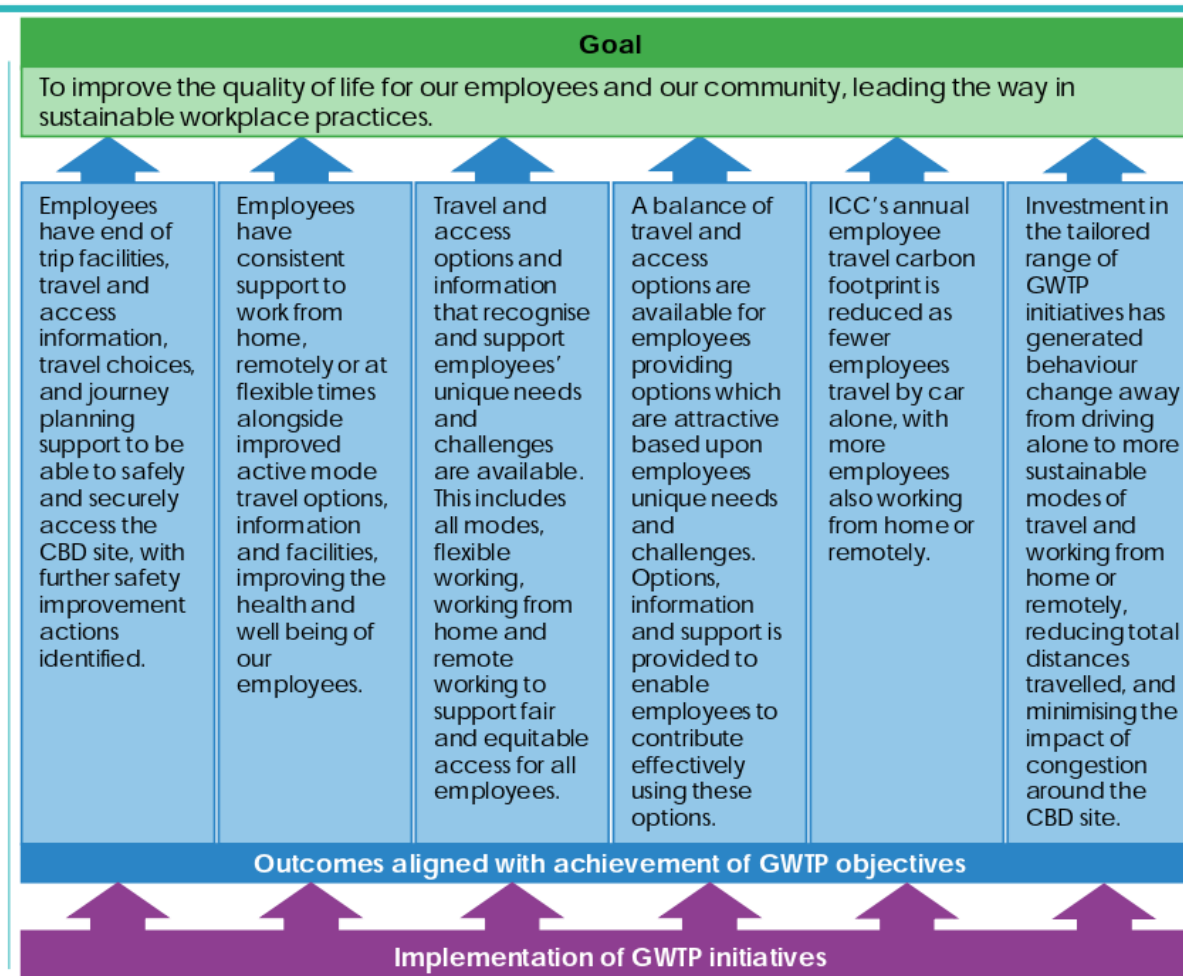 Goal
To improve the quality of life for our employees and our community, leading the way in
sustainable workplace practices.
Employees
have end of
trip facilities,
travel and
access
information,
travel choices,
and journey
planning
support to be
able to safely
and securely
access the
CBD site, with
further safety
improvement
actions
identified.
Employees
have
consistent
support to
work from
home,
remotely or at
flexible times
alongside
improved
active mode
travel options,
information
and facilities,
improving the
health and
well being of
our
employees.
Travel and
access
options and
information
that recognise
and support
employees’
unique needs
and
challenges
are available.
This includes
all modes,
flexible
working,
working from
home and
remote
working to
support fair
and equitable
access for all
employees.
A balance of
travel and
access
options are
available for
employees
providing
options which
are attractive
based upon
employees
unique needs
and
challenges.
Options,
information
and support is
provided to
enable
employees to
contribute
effectively
using these
options.
ICC’s annual
employee
travel carbon
footprint is
reduced as
fewer
employees
travel by car
alone, with
more
employees
also working
from home or
remotely.
Investment in
the tailored
range of
GWTP
initiatives has
generated
behaviour
change away
from driving
alone to more
sustainable
modes of
travel and
working from
home or
remotely,
reducing total
distances
travelled, and
minimising the
impact of
congestion
around the
CBD site.
Outcomes aligned with achievement of GWTP objectives
Implementation of GWTP initiatives